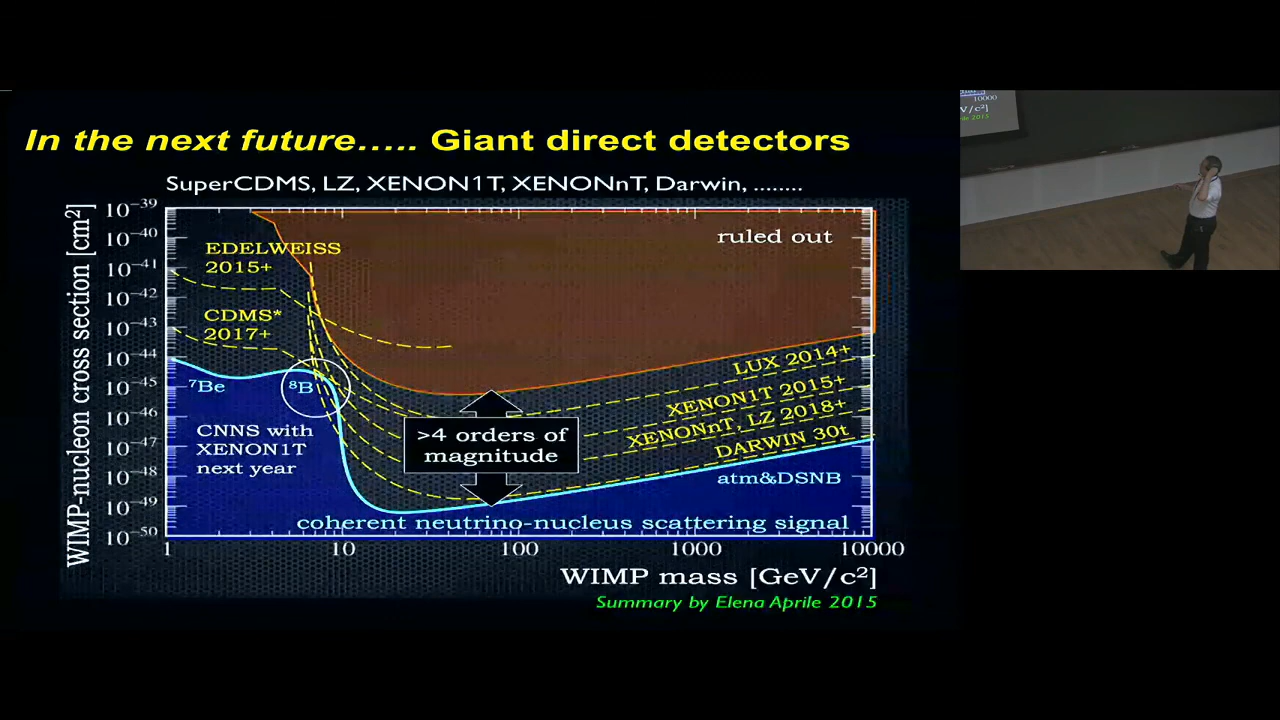 In the next future….. Giant direct detectors
SuperCDMS, LZ, XENON1T, XENONnT, Darwin, ........
WIMP-nucleon cross section [cm²]
10⁻³⁹
10⁻⁴⁰
10⁻⁴¹
10⁻⁴²
10⁻⁴³
10⁻⁴⁴
10⁻⁴⁵
10⁻⁴⁶
10⁻⁴⁷
10⁻⁴⁸
10⁻⁴⁹
10⁻⁵⁰
ruled out
EDELWEISS
2015+
CDMS*
2017+
LUX 2014+
XENON1T 2015+
XENONnT, LZ 2018+
DARWIN 30t
⁷Be
⁸B
CNNS with
XENON1T
next year
>4 orders of
magnitude
atm&DSNB
coherent neutrino-nucleus scattering signal
1
10
100
1000
10000
WIMP mass [GeV/c²]
Summary by Elena Aprile 2015
10000
V/c²]
2015